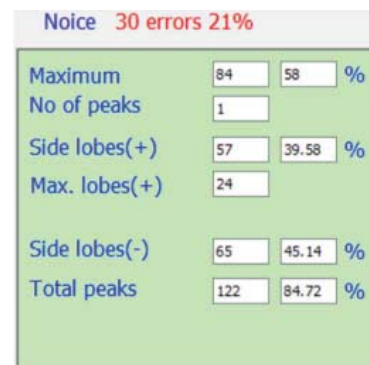 Noice 30 errors 21%
Maximum 84 58 %
No of peaks 1
Side lobes(+) 57 39.58 %
Max. lobes(+) 24
Side lobes(-) 65 45.14 %
Total peaks 122 84.72 %